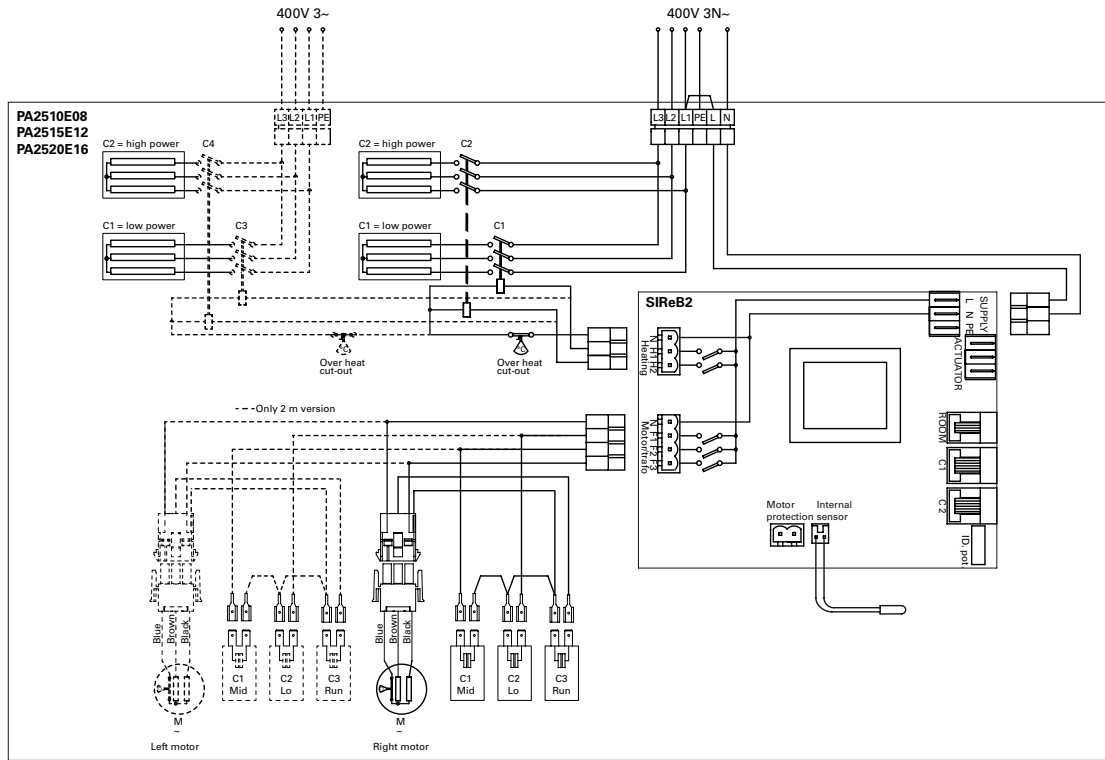 400V 3~
400V 3N~
PA2510E08
PA2515E12
PA2520E16
L3 L2 L1 PE
L3 L2 L1 PE L N
C2 = high power
C4
C2 = high power
C2
C1 = low power
C3
C1 = low power
C1
SIReB2
L N PE
SUPPLY
ACTUATOR
°C
Over heat
cut-out
°C
Over heat
cut-out
N H1 H2
Heating
---Only 2 m version
N F1 F2 F3
Motor/trafo
ROOM
C1
C2
ID. pot.
Motor
protection
Internal
sensor
Blue
Brown
Black
C1
Mid
C2
Lo
C3
Run
Blue
Brown
Black
C1
Mid
C2
Lo
C3
Run
M
~
Left motor
M
~
Right motor